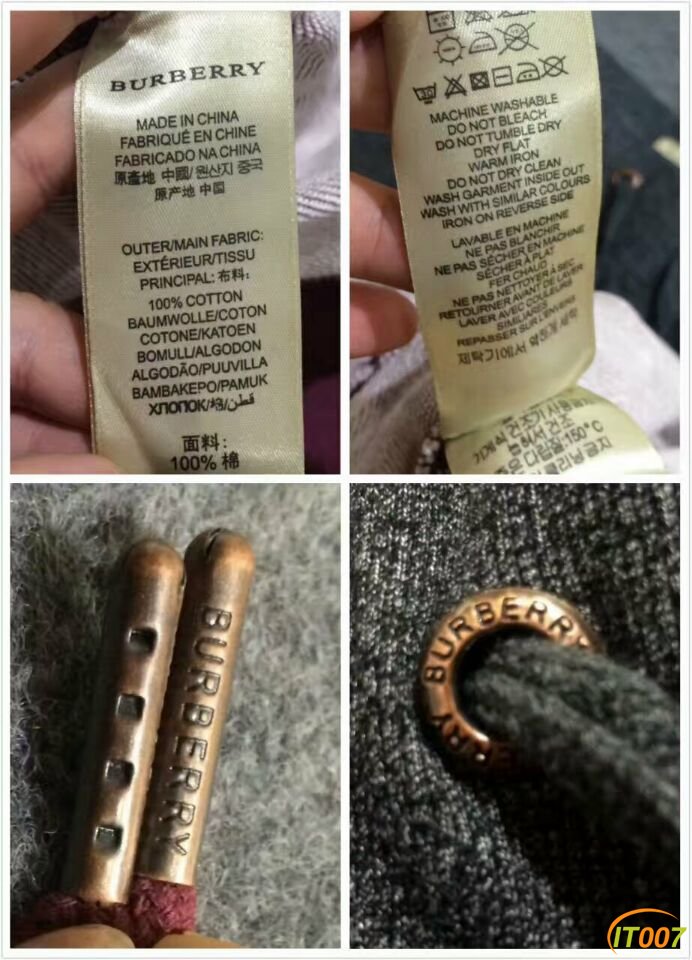 BURBERRY
MADE IN CHINA
FABRIQUÉ EN CHINE
FABRICADO NA CHINA
原產地 中國/ 원산지 중국
原产地 中国
OUTER/MAIN FABRIC:
EXTÉRIEUR/TISSU
PRINCIPAL: 布料:
100% COTTON
BAUMWOLLE/COTON
COTONE/KATOEN
BOMULL/ALGODON
ALGODÃO/PUUVILLA
BAMBAKEPO/PAMUK
ХЛОПОК/棉/قطن
面料:
100% 棉
30
MACHINE WASHABLE
DO NOT BLEACH
DO NOT TUMBLE DRY
DRY FLAT
WARM IRON
DO NOT DRY CLEAN
WASH GARMENT INSIDE OUT
WASH WITH SIMILAR COLOURS
IRON ON REVERSE SIDE
LAVABLE EN MACHINE
NE PAS BLANCHIR
NE PAS SÉCHER EN MACHINE
SÉCHER À PLAT
FER CHAUD
NE PAS NETTOYER À SEC
RETOURNER AVANT DE LAVER
LAVER AVEC COULEURS
SIMILAIRES
REPASSER SUR L'ENVERS
150°C
BURBERRY
BURBERRY
ERRY
IT007